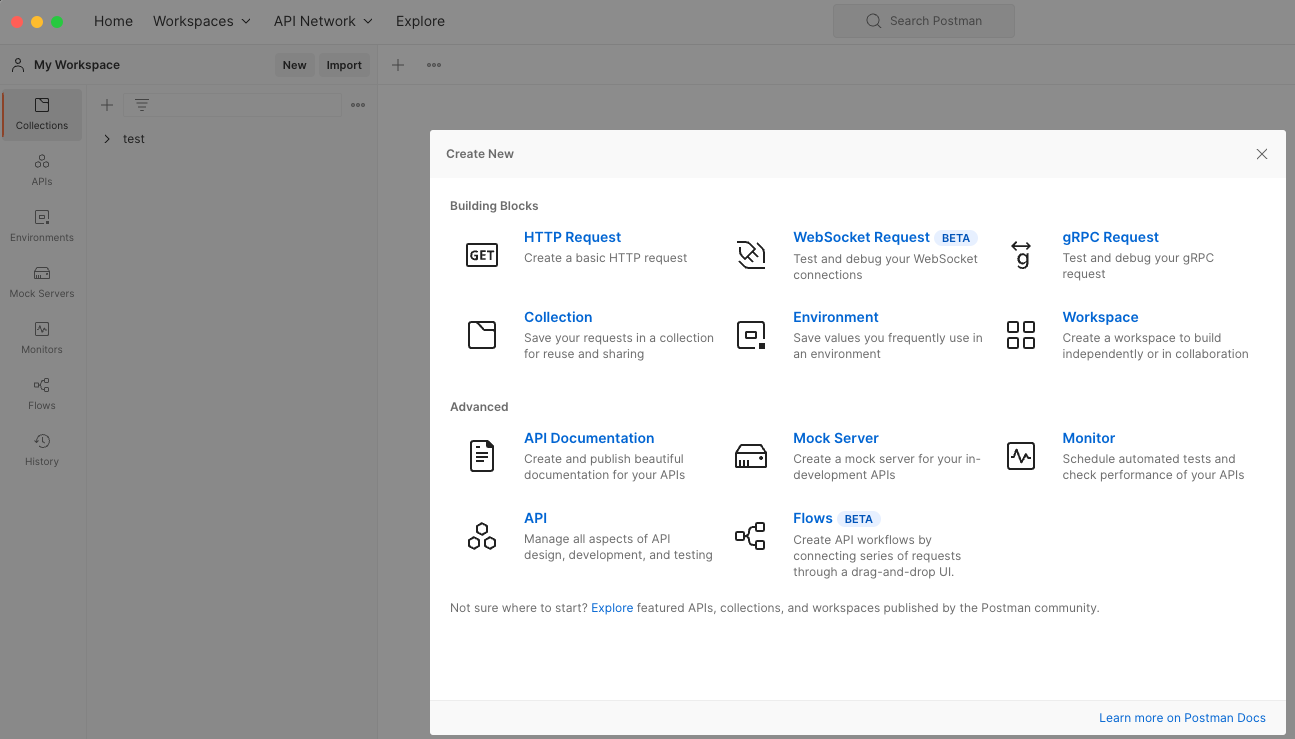 Home Workspaces API Network Explore Search Postman
My Workspace New Import
Collections
test
APIs
Environments
Mock Servers
Monitors
Flows
History
Create New
Building Blocks
GET HTTP Request
Create a basic HTTP request
WebSocket Request BETA
Test and debug your WebSocket
connections
g gRPC Request
Test and debug your gRPC
request
Collection
Save your requests in a collection
for reuse and sharing
Environment
Save values you frequently use in
an environment
Workspace
Create a workspace to build
independently or in collaboration
Advanced
API Documentation
Create and publish beautiful
documentation for your APIs
Mock Server
Create a mock server for your in-
development APIs
Monitor
Schedule automated tests and
check performance of your APIs
API
Manage all aspects of API
design, development, and testing
Flows BETA
Create API workflows by
connecting series of requests
through a drag-and-drop UI.
Not sure where to start? Explore featured APIs, collections, and workspaces published by the Postman community.
Learn more on Postman Docs